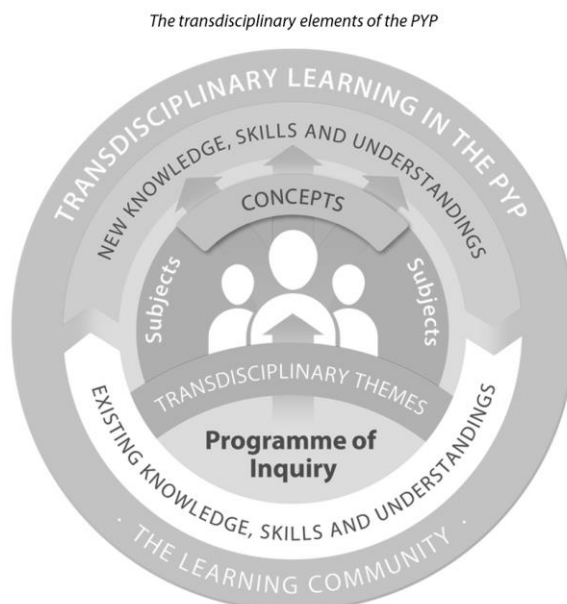 The transdisciplinary elements of the PYP
TRANSDISCIPLINARY LEARNING IN THE PYP
NEW KNOWLEDGE, SKILLS AND UNDERSTANDINGS
CONCEPTS
Subjects
Subjects
TRANSDISCIPLINARY THEMES
Programme of
Inquiry
EXISTING KNOWLEDGE, SKILLS AND UNDERSTANDINGS
· THE LEARNING COMMUNITY ·